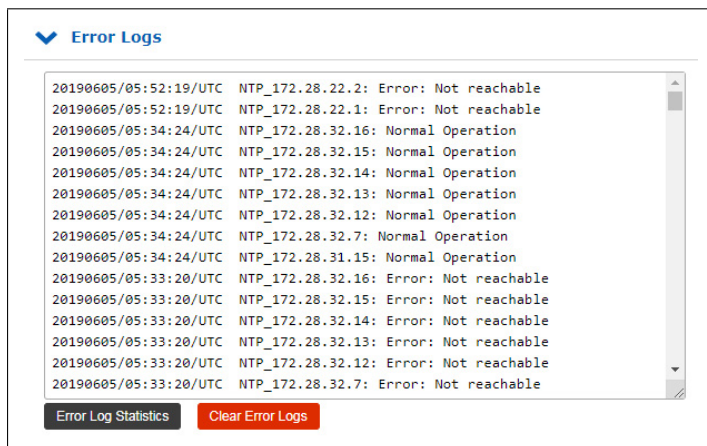 Error Logs
20190605/05:52:19/UTC  NTP_172.28.22.2: Error: Not reachable
20190605/05:52:19/UTC  NTP_172.28.22.1: Error: Not reachable
20190605/05:34:24/UTC  NTP_172.28.32.16: Normal Operation
20190605/05:34:24/UTC  NTP_172.28.32.15: Normal Operation
20190605/05:34:24/UTC  NTP_172.28.32.14: Normal Operation
20190605/05:34:24/UTC  NTP_172.28.32.13: Normal Operation
20190605/05:34:24/UTC  NTP_172.28.32.12: Normal Operation
20190605/05:34:24/UTC  NTP_172.28.32.7: Normal Operation
20190605/05:34:24/UTC  NTP_172.28.31.15: Normal Operation
20190605/05:33:20/UTC  NTP_172.28.32.16: Error: Not reachable
20190605/05:33:20/UTC  NTP_172.28.32.15: Error: Not reachable
20190605/05:33:20/UTC  NTP_172.28.32.14: Error: Not reachable
20190605/05:33:20/UTC  NTP_172.28.32.13: Error: Not reachable
20190605/05:33:20/UTC  NTP_172.28.32.12: Error: Not reachable
20190605/05:33:20/UTC  NTP_172.28.32.7: Error: Not reachable
Error Log Statistics
Clear Error Logs